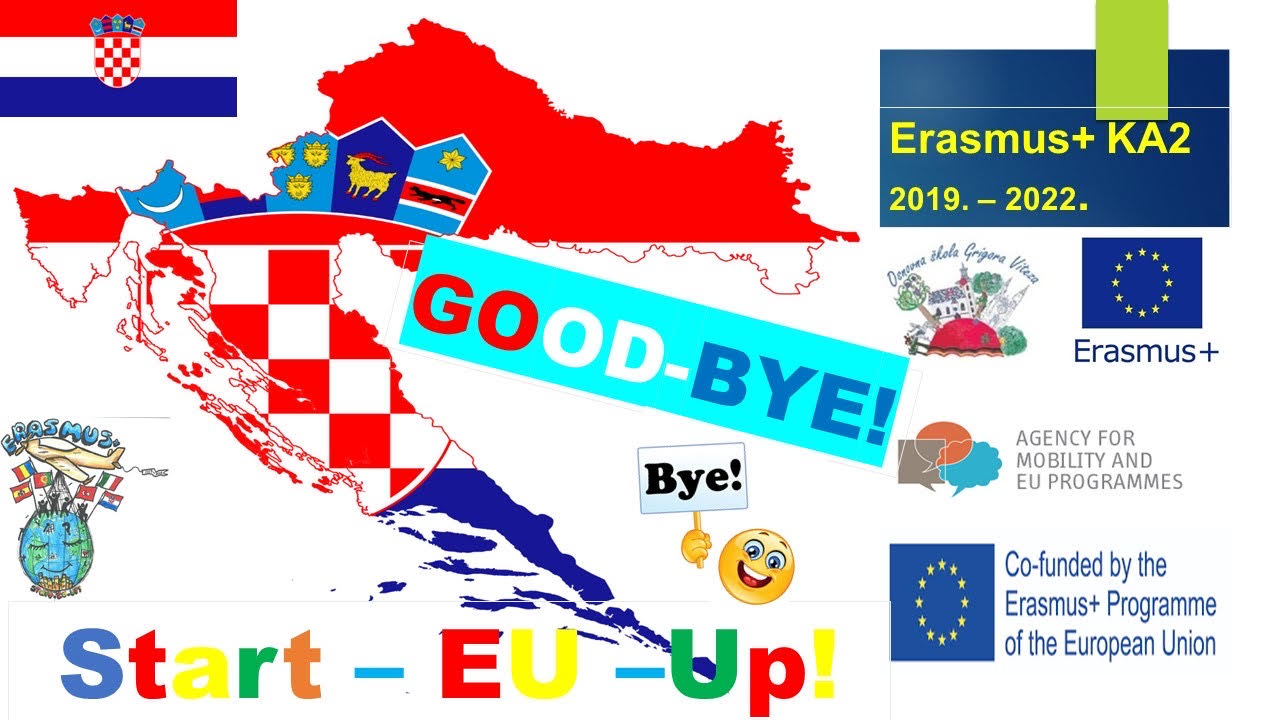 Erasmus+ KA2
2019. – 2022.
Osnovna škola Grigora Viteza
Erasmus+
GOOD-BYE!
ERASMUS+
Bye!
AGENCY FOR
MOBILITY AND
EU PROGRAMMES
Co-funded by the
Erasmus+ Programme
of the European Union
Start – EU –Up!